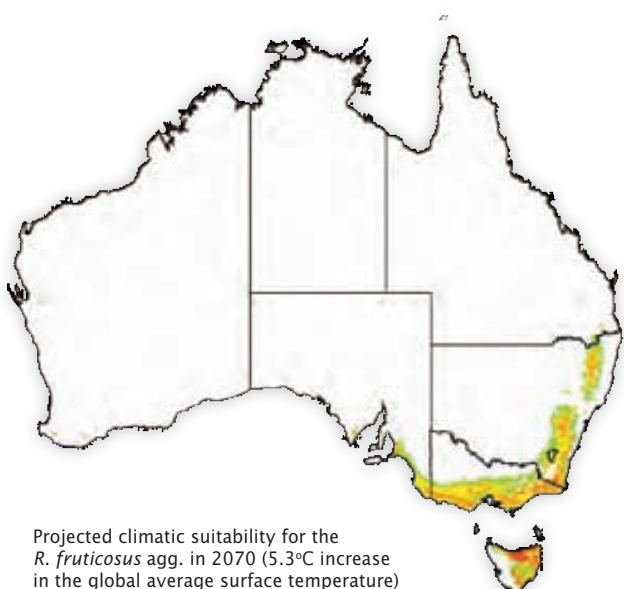 Projected climatic suitability for the
R. fruticosus agg. in 2070 (5.3°C increase
in the global average surface temperature)